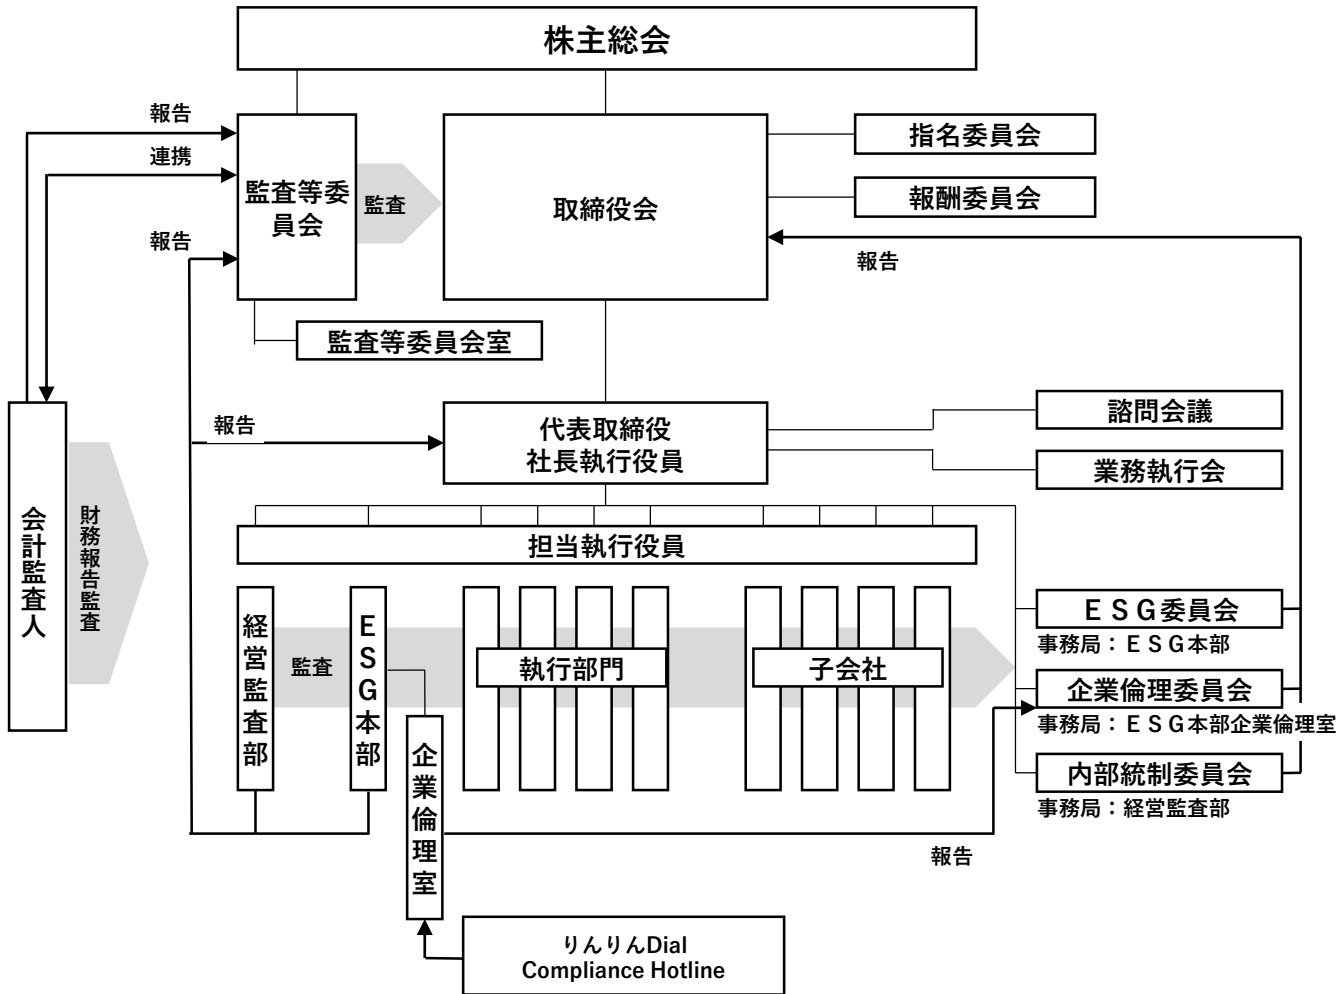 株主総会
報告
連携
監査等委
員会
監査
取締役会
指名委員会
報酬委員会
報告
報告
監査等委員会室
報告
代表取締役
社長執行役員
諮問会議
業務執行会
会計監査人
財務報告監査
担当執行役員
経営監査部
監査
ESG本部
執行部門
子会社
ＥＳＧ委員会
事務局：ＥＳＧ本部
企業倫理委員会
事務局：ＥＳＧ本部企業倫理室
内部統制委員会
事務局：経営監査部
企業倫理室
報告
りんりんDial
Compliance Hotline